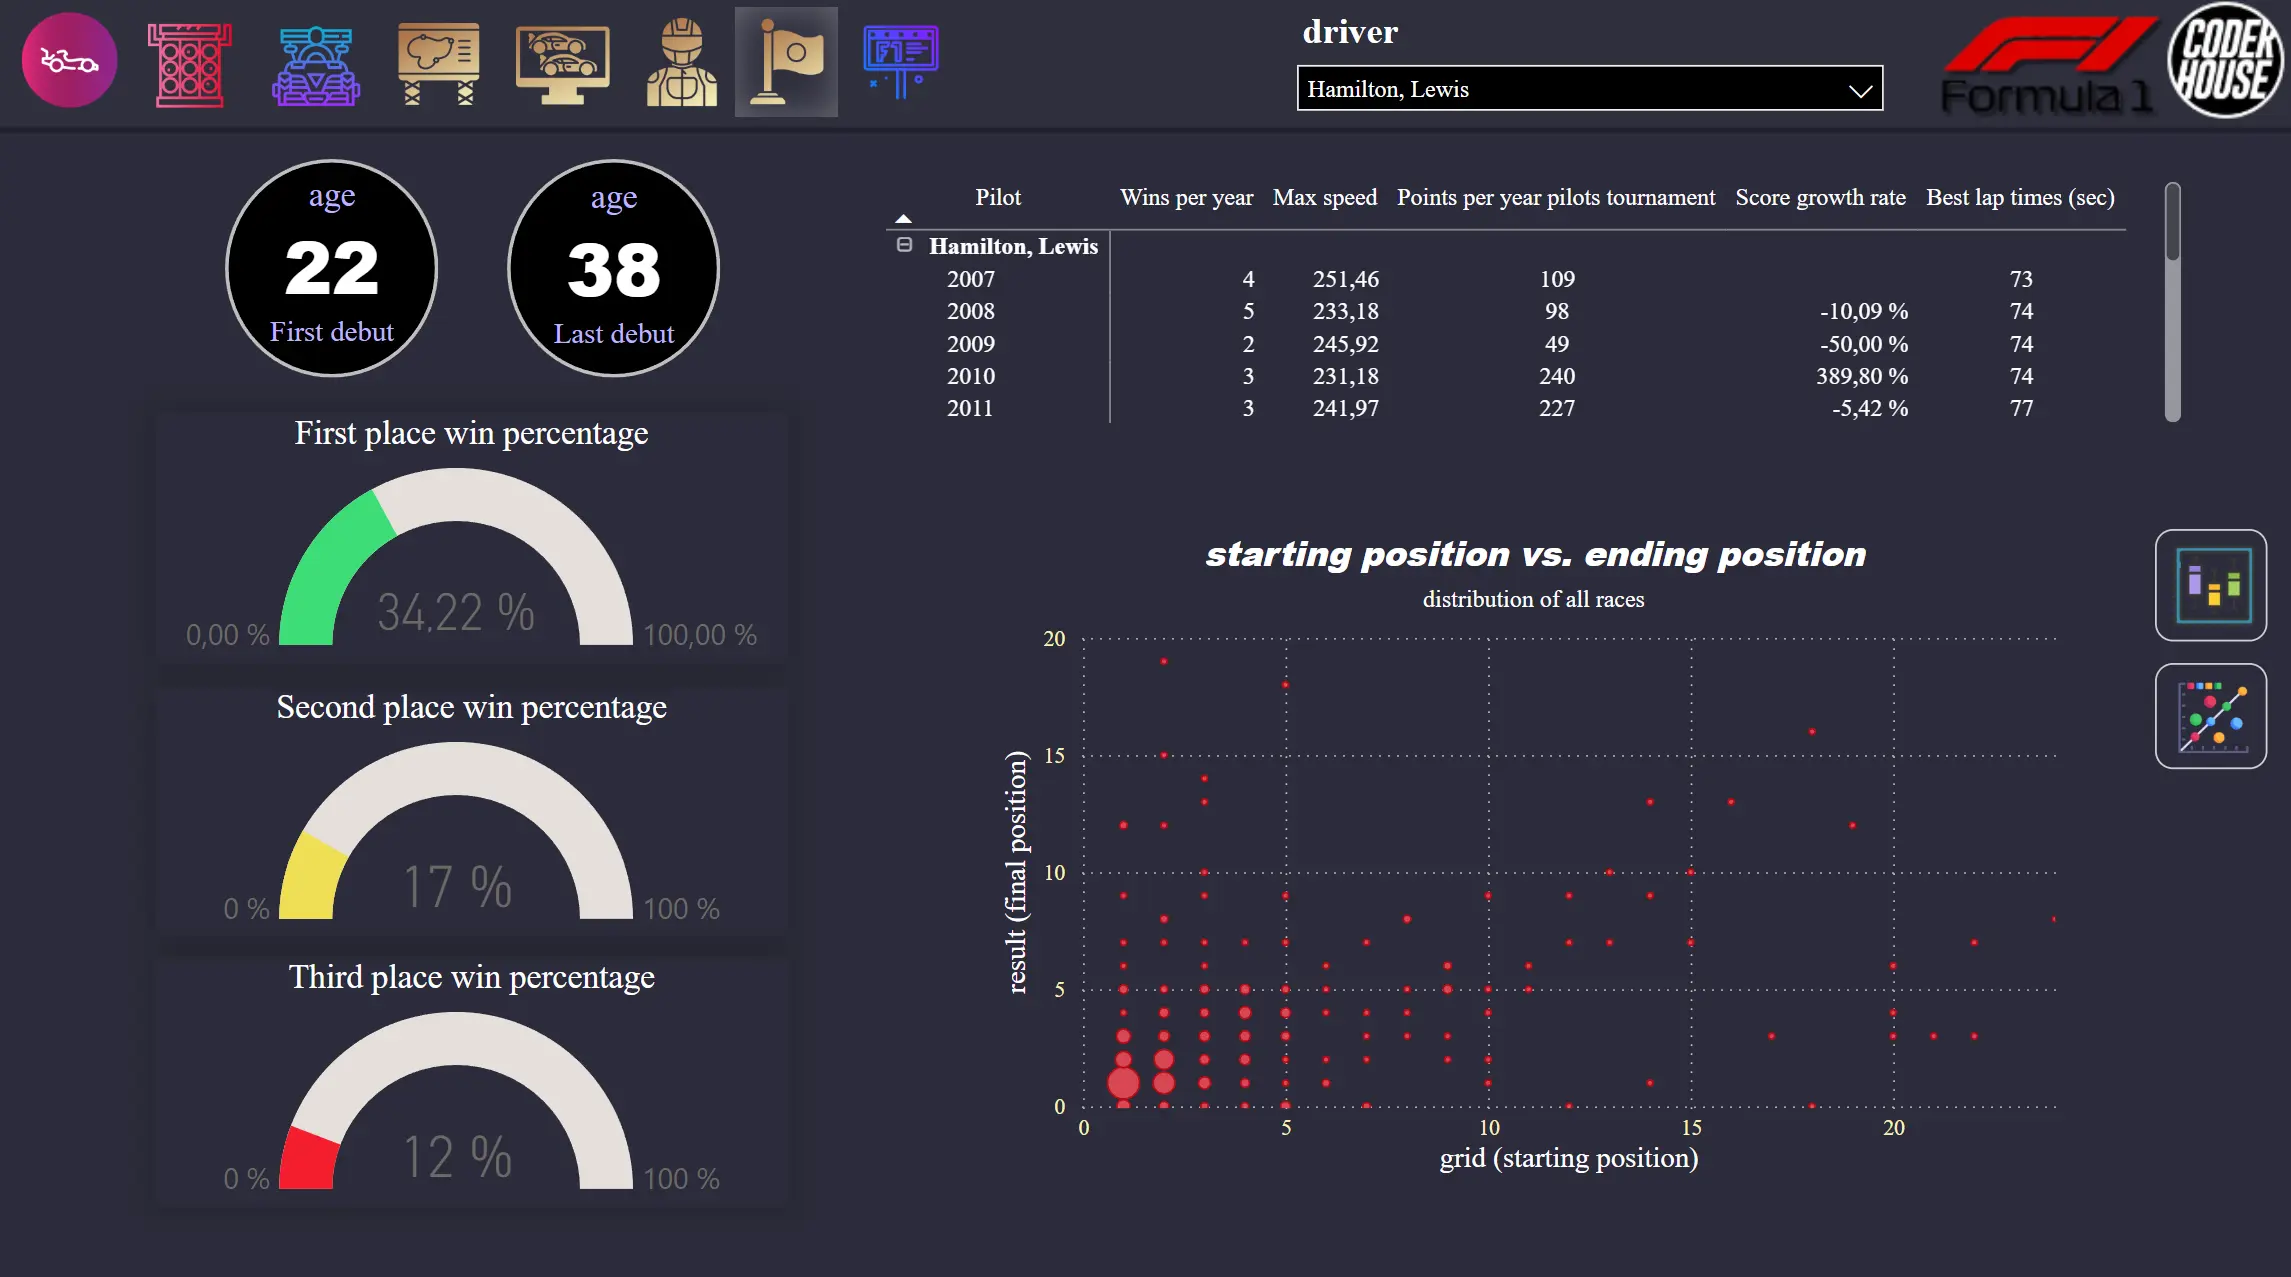 driver
Hamilton, Lewis
F1
Formula 1
CODER
HOUSE
age
22
First debut
age
38
Last debut
Pilot Wins per year Max speed Points per year pilots tournament Score growth rate Best lap times (sec)
Hamilton, Lewis
2007 4 251,46 109 73
2008 5 233,18 98 -10,09 % 74
2009 2 245,92 49 -50,00 % 74
2010 3 231,18 240 389,80 % 74
2011 3 241,97 227 -5,42 % 77
First place win percentage
34,22 %
0,00 % 100,00 %
Second place win percentage
17 %
0 % 100 %
Third place win percentage
12 %
0 % 100 %
starting position vs. ending position
distribution of all races
result (final position)
20
15
10
5
0
0 5 10 15 20
grid (starting position)